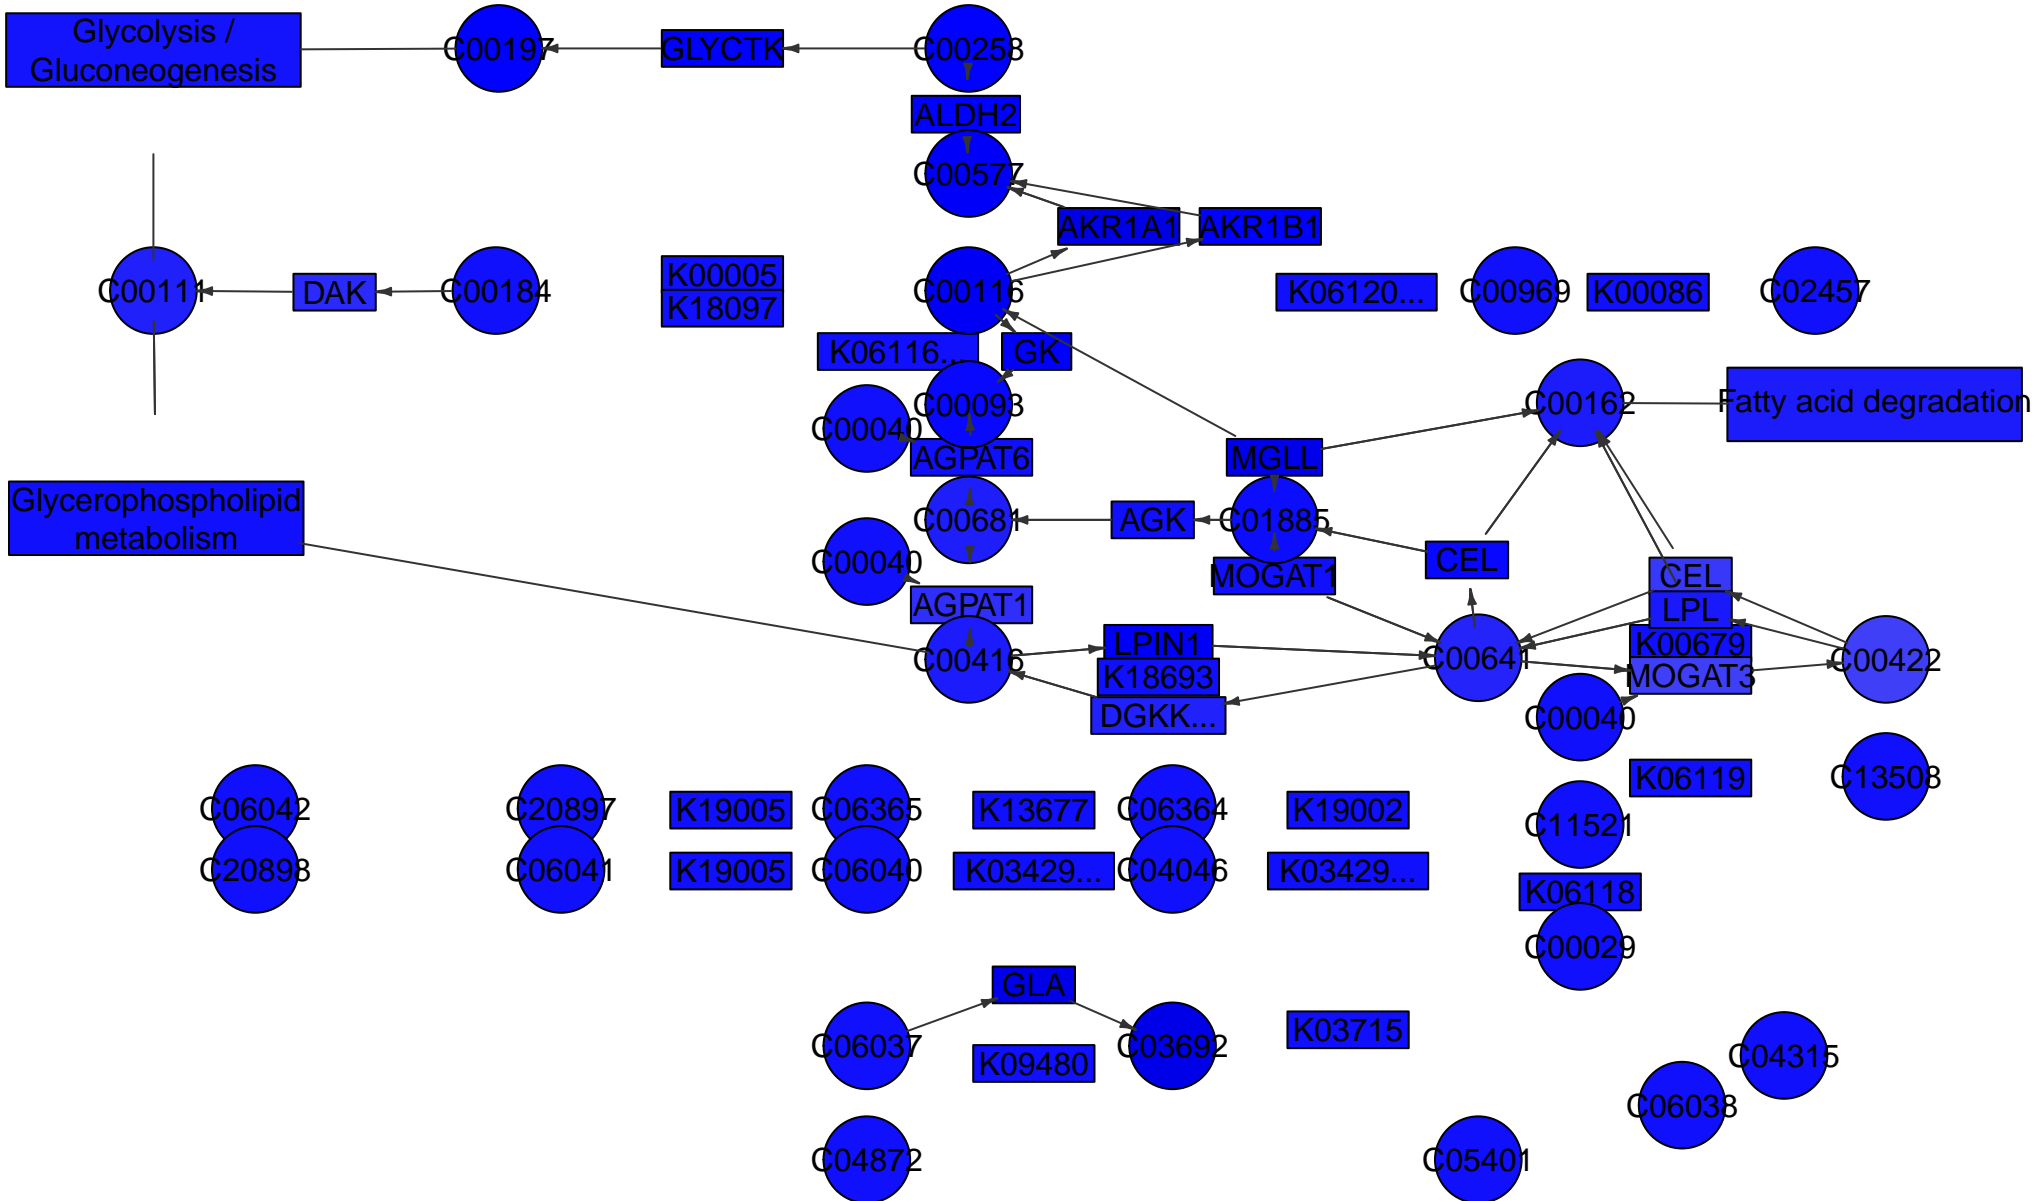 Glycolysis /
Gluconeogenesis
C00197
GLYCTK
C00258
ALDH2
C00577
AKR1A1
AKR1B1
C00111
DAK
C00184
K00005
K18097
C00116
K06120...
C00969
K00086
C02457
K06116...
GK
C00093
C00040
AGPAT6
C00162
Fatty acid degradation
MGLL
Glycerophospholipid
metabolism
C00681
AGK
C01885
C00040
MOGAT1
CEL
CEL
AGPAT1
LPL
C00416
LPIN1
K18693
DGKK...
C00641
K00679
MOGAT3
C00422
C00040
K06119
C13508
C06042
C20897
K19005
C06365
K13677
C06364
K19002
C11521
C20898
C06041
K19005
C06040
K03429...
C04046
K03429...
K06118
C00029
GLA
C06037
K09480
C03692
K03715
C04315
C06038
C04872
C05401